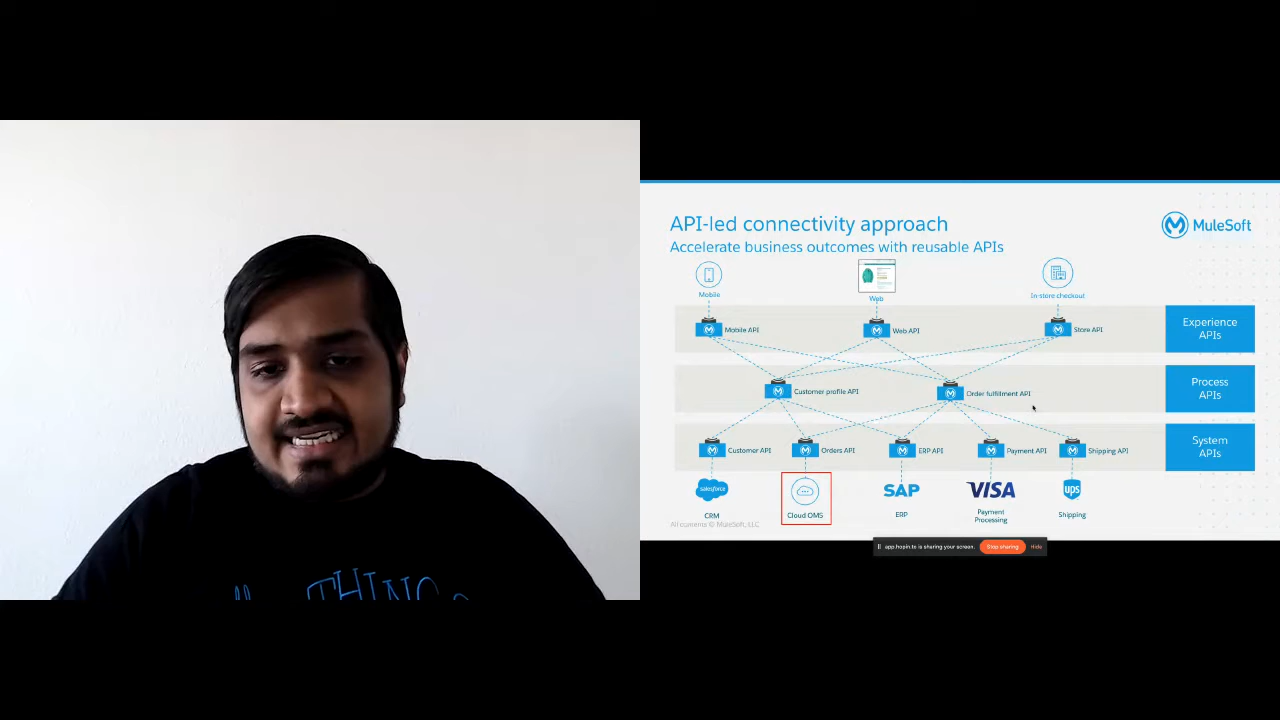 API-led connectivity approach
Accelerate business outcomes with reusable APIs
MuleSoft
Mobile
Web
In-store checkout
Mobile API
Web API
Store API
Experience
APIs
Customer profile API
Order fulfillment API
Process
APIs
Customer API
Orders API
ERP API
Payment API
Shipping API
System
APIs
salesforce
SAP
VISA
ups
CRM
Cloud OMS
ERP
Payment
Processing
Shipping
All contents © MuleSoft, LLC
app.hopin.to is sharing your screen.
Stop sharing
Hide
THING